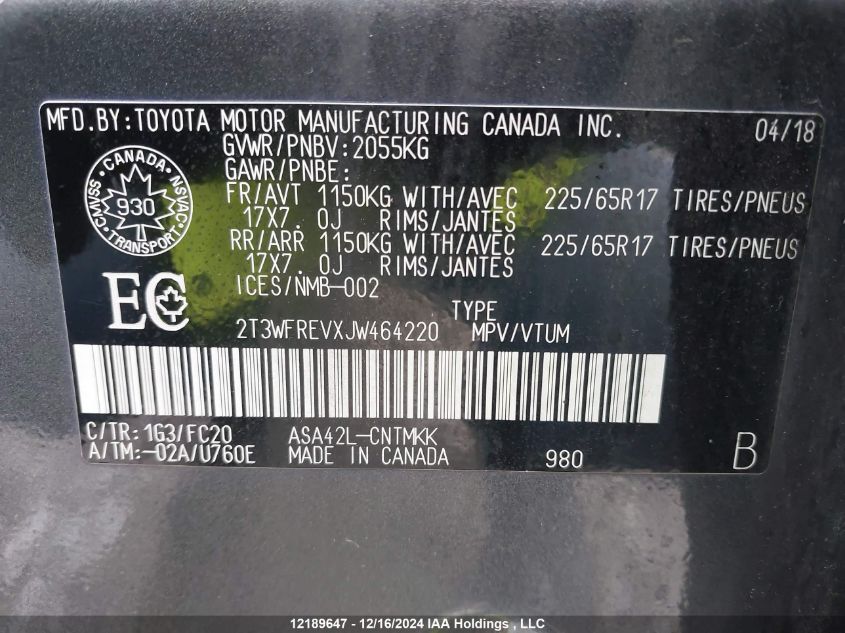 MFD.BY:TOYOTA MOTOR MANUFACTURING CANADA INC. 04/18
GVWR/PNBV:2055KG
GAWR/PNBE:
FR/AVT 1150KG WITH/AVEC 225/65R17 TIRES/PNEUS
17X7. 0J RIMS/JANTES
RR/ARR 1150KG WITH/AVEC 225/65R17 TIRES/PNEUS
17X7. 0J RIMS/JANTES
CANADA
CMVSS 930 NSVAC
TRANSPORT
EC
ICES/NMB-002
TYPE
2T3WFREVXJW464220 MPV/VTUM
C/TR: 1G3/FC20 ASA42L-CNTMKK
A/TM:-02A/U760E MADE IN CANADA 980 B
12189647 - 12/16/2024 IAA Holdings , LLC